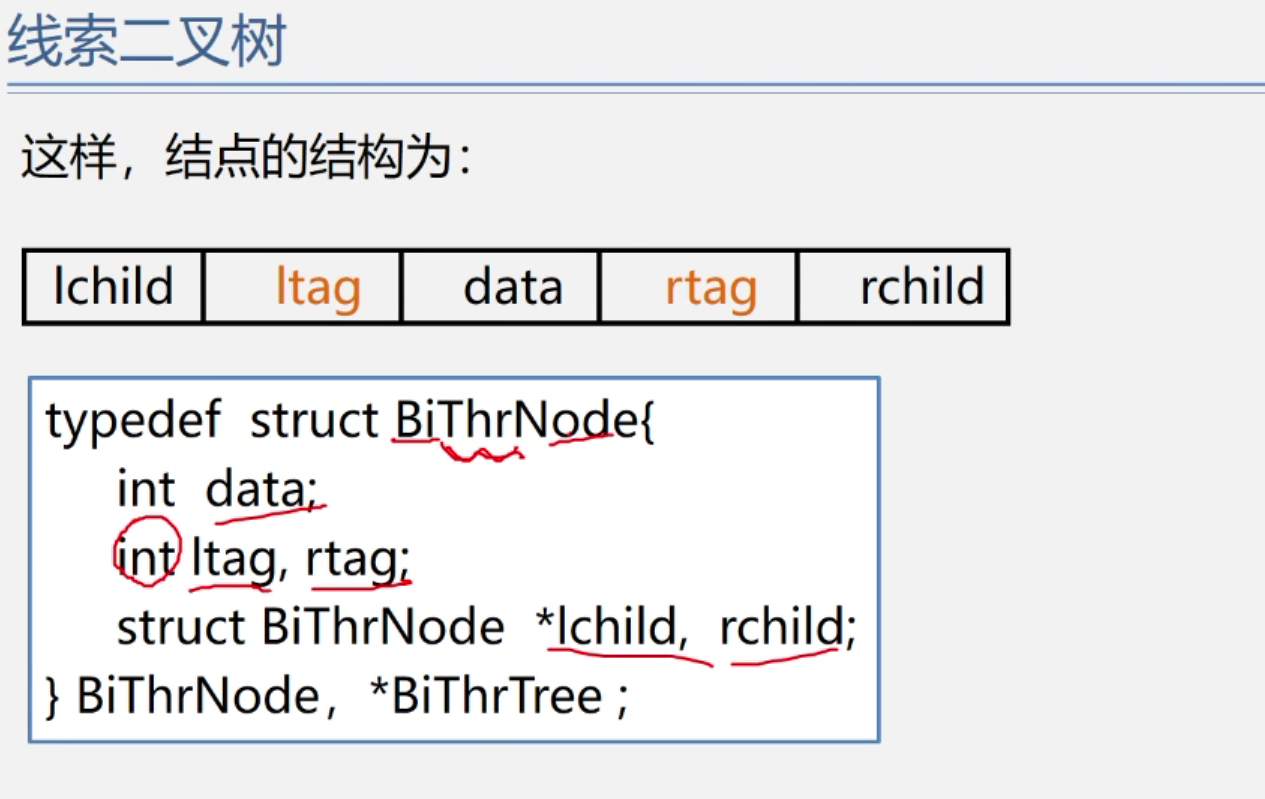 线索二叉树
这样，结点的结构为：
lchild ltag data rtag rchild
typedef struct BiThrNode{
int data;
int ltag, rtag;
struct BiThrNode *lchild, rchild;
} BiThrNode，*BiThrTree ;